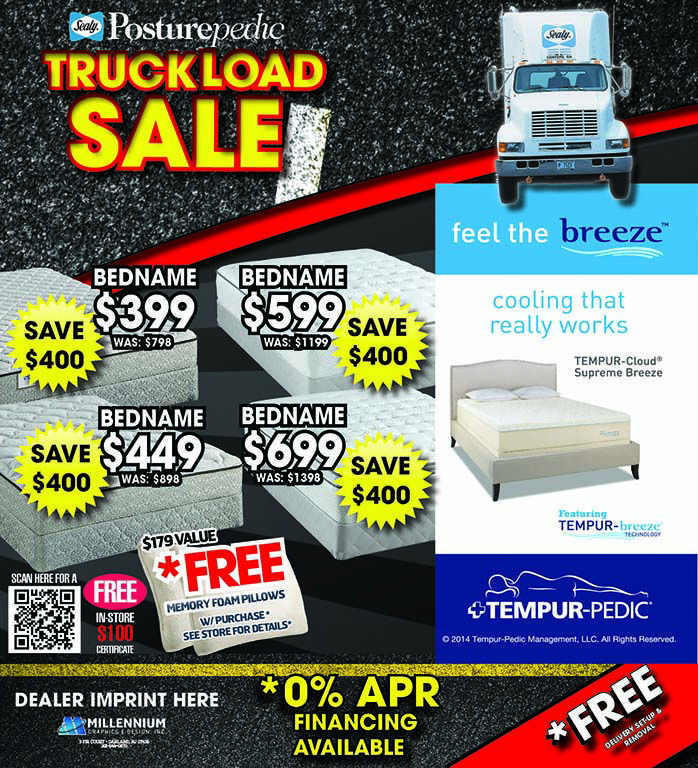 Sealy Posturepedic
TRUCKLOAD
SALE
Sealy
feel the breeze™
cooling that
really works
TEMPUR-Cloud®
Supreme Breeze
Featuring
TEMPUR-breeze™
TECHNOLOGY
TEMPUR-PEDIC®
© 2014 Tempur-Pedic Management, LLC. All Rights Reserved.
BEDNAME
$399
WAS: $798
SAVE
$400
BEDNAME
$599
WAS: $1199
SAVE
$400
BEDNAME
$449
WAS: $898
SAVE
$400
BEDNAME
$699
WAS: $1398
SAVE
$400
$179 VALUE
*FREE
MEMORY FOAM PILLOWS
W/ PURCHASE*
SEE STORE FOR DETAILS*
SCAN HERE FOR A
FREE
IN-STORE
$100
CERTIFICATE
DEALER IMPRINT HERE
MILLENNIUM
GRAPHICS & DESIGN, INC.
*0% APR
FINANCING
AVAILABLE
*FREE
DELIVERY SET-UP &
REMOVAL